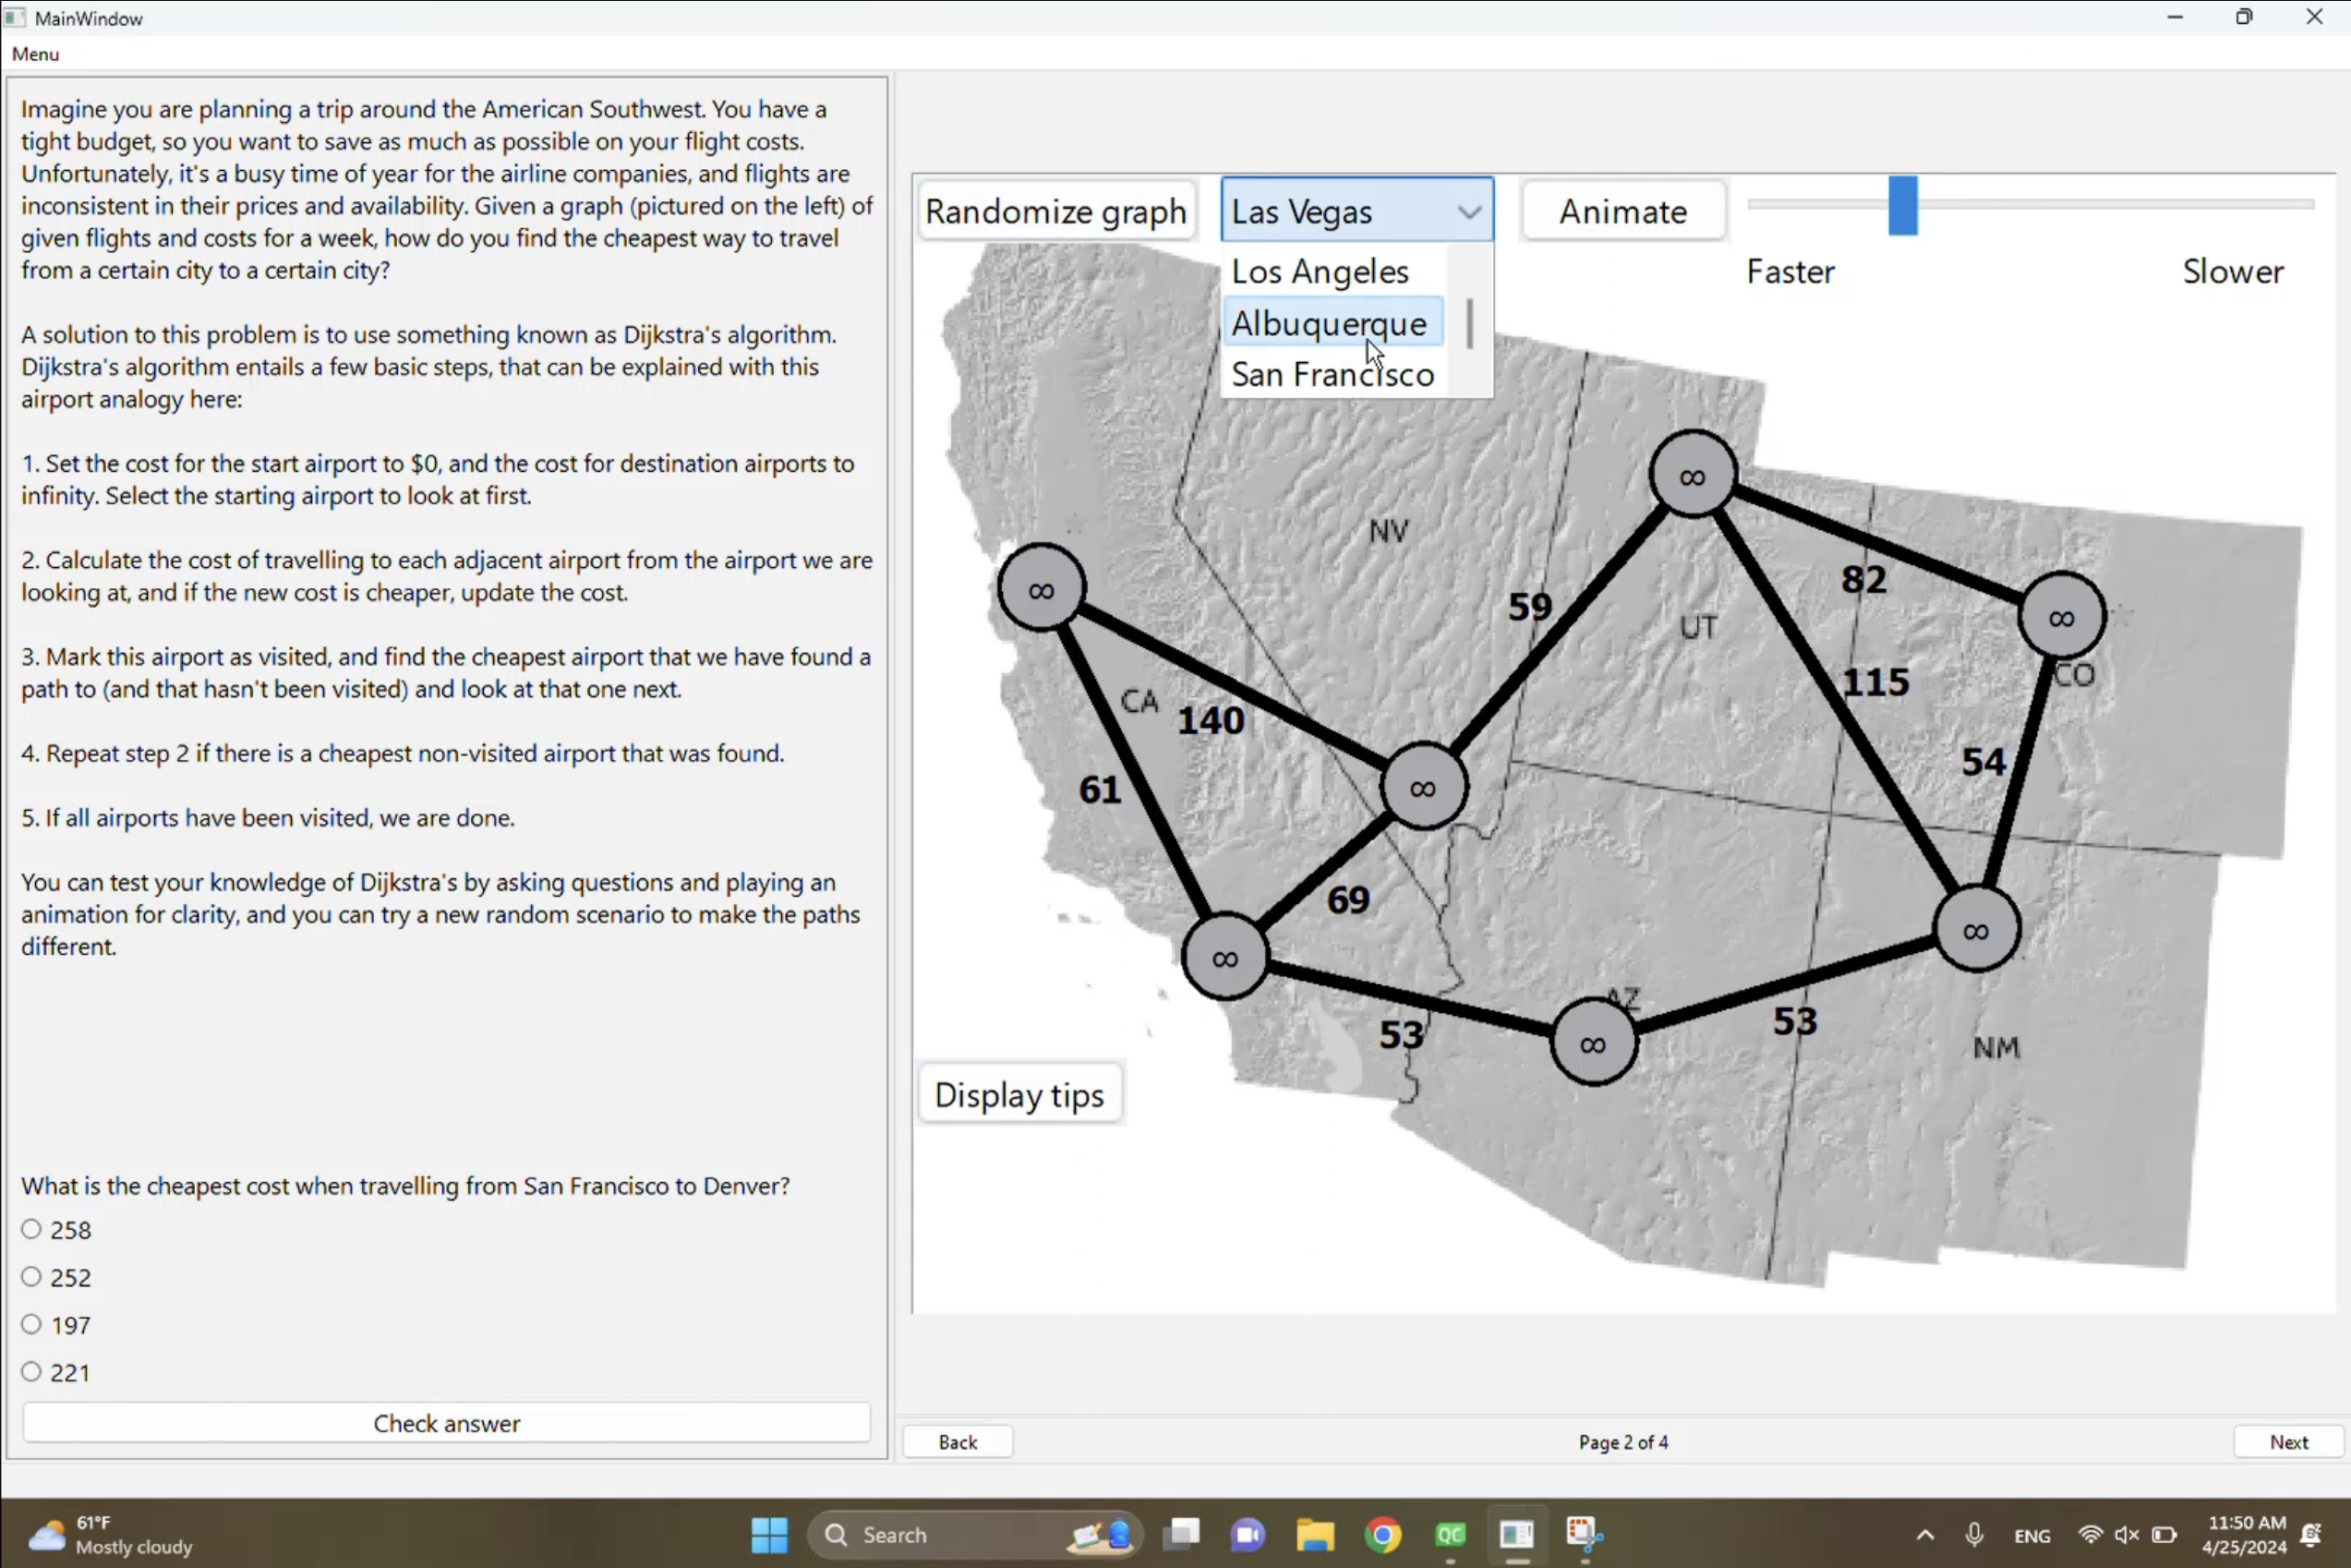 MainWindow
Menu
Imagine you are planning a trip around the American Southwest. You have a
tight budget, so you want to save as much as possible on your flight costs.
Unfortunately, it's a busy time of year for the airline companies, and flights are
inconsistent in their prices and availability. Given a graph (pictured on the left) of
given flights and costs for a week, how do you find the cheapest way to travel
from a certain city to a certain city?
A solution to this problem is to use something known as Dijkstra's algorithm.
Dijkstra's algorithm entails a few basic steps, that can be explained with this
airport analogy here:
1. Set the cost for the start airport to $0, and the cost for destination airports to
infinity. Select the starting airport to look at first.
2. Calculate the cost of travelling to each adjacent airport from the airport we are
looking at, and if the new cost is cheaper, update the cost.
3. Mark this airport as visited, and find the cheapest airport that we have found a
path to (and that hasn't been visited) and look at that one next.
4. Repeat step 2 if there is a cheapest non-visited airport that was found.
5. If all airports have been visited, we are done.
You can test your knowledge of Dijkstra's by asking questions and playing an
animation for clarity, and you can try a new random scenario to make the paths
different.
What is the cheapest cost when travelling from San Francisco to Denver?
258
252
197
221
Check answer
Randomize graph
Las Vegas
Animate
Los Angeles
Albuquerque
San Francisco
Faster
Slower
∞
NV
∞
59
82
UT
∞
115
CO
CA
140
61
∞
54
69
∞
∞
53
AZ
∞
53
NM
Display tips
Back
Page 2 of 4
Next
61°F
Mostly cloudy
Search
QC
ENG
11:50 AM
4/25/2024